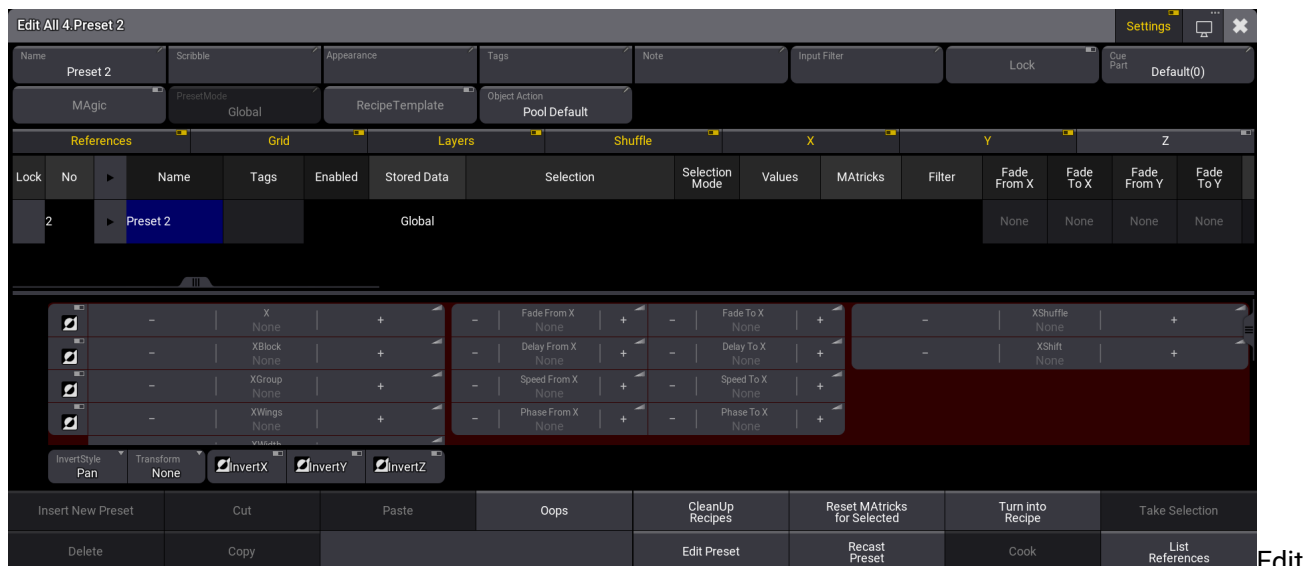 Edit All 4.Preset 2
Settings
Name
Preset 2
Scribble
Appearance
Tags
Note
Input Filter
Lock
Cue Part
Default(0)
MAgic
PresetMode
Global
RecipeTemplate
Object Action
Pool Default
References Grid Layers Shuffle X Y Z
Lock No Name Tags Enabled Stored Data Selection Selection Mode Values MAtricks Filter Fade From X Fade To X Fade From Y Fade To Y
2 Preset 2 Global None None None None
– X None + – Fade From X None + – Fade To X None + – XShuffle None +
– XBlock None + – Delay From X None + – Delay To X None + – XShift None +
– XGroup None + – Speed From X None + – Speed To X None +
– XWings None + – Phase From X None + – Phase To X None +
XWidth
InvertStyle
Pan
Transform
None
InvertX InvertY InvertZ
Insert New Preset Cut Paste Oops CleanUp Recipes Reset MAtricks for Selected Turn into Recipe Take Selection
Delete Copy Edit Preset Recast Preset Cook List References
Edit